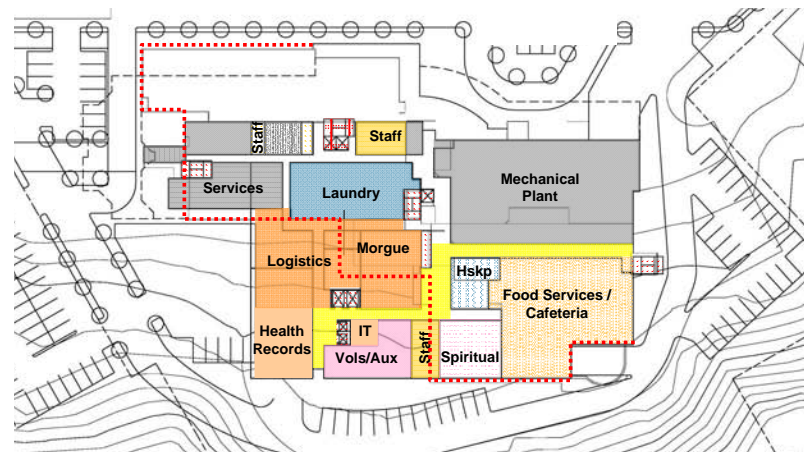 Staff
Staff
Services
Laundry
Mechanical
Plant
Logistics
Morgue
Hskp
Food Services /
Cafeteria
Health
Records
IT
Vols/Aux
Staff
Spiritual